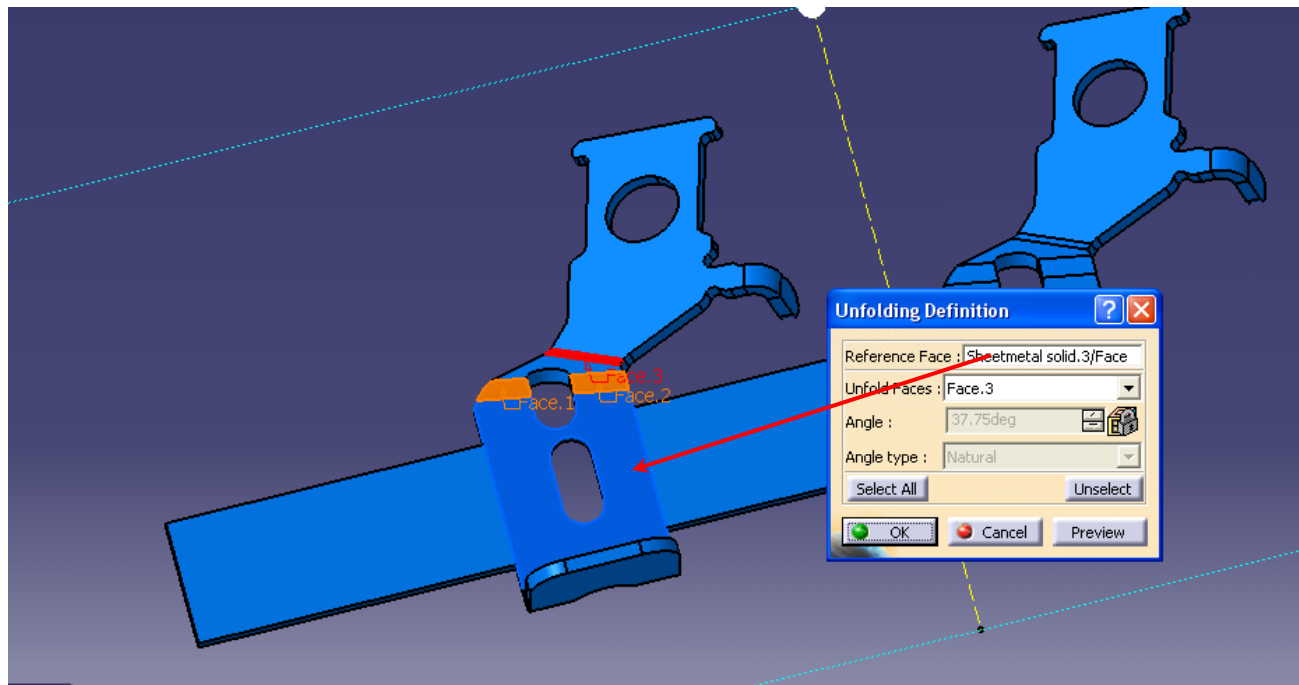 Unfolding Definition
Reference Face : Sheetmetal solid.3/Face
Unfold Faces : Face.3
Angle : 37.75deg
Angle type : Natural
Select All Unselect
OK Cancel Preview
Face.3
Face.1 Face.2